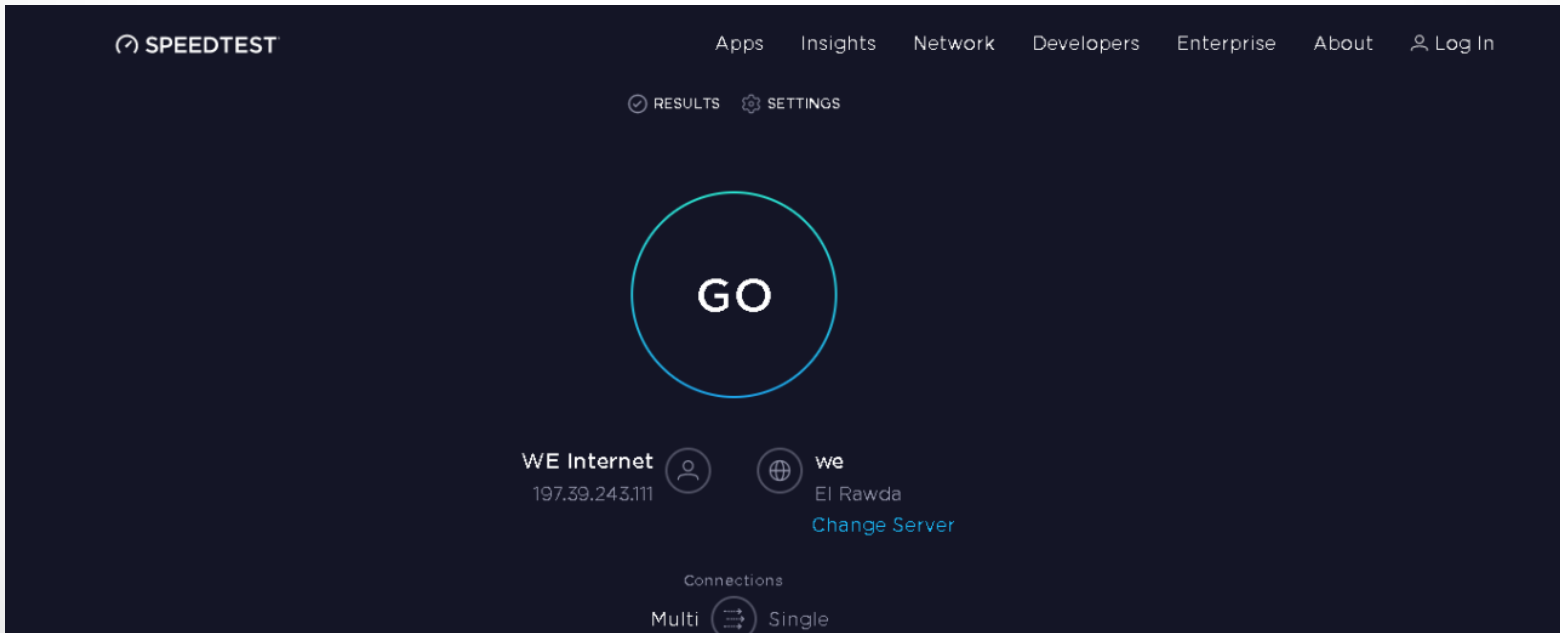 SPEEDTEST Apps Insights Network Developers Enterprise About Log In
RESULTS SETTINGS
GO
WE Internet we
197.39.243.111 El Rawda
Change Server
Connections
Multi Single